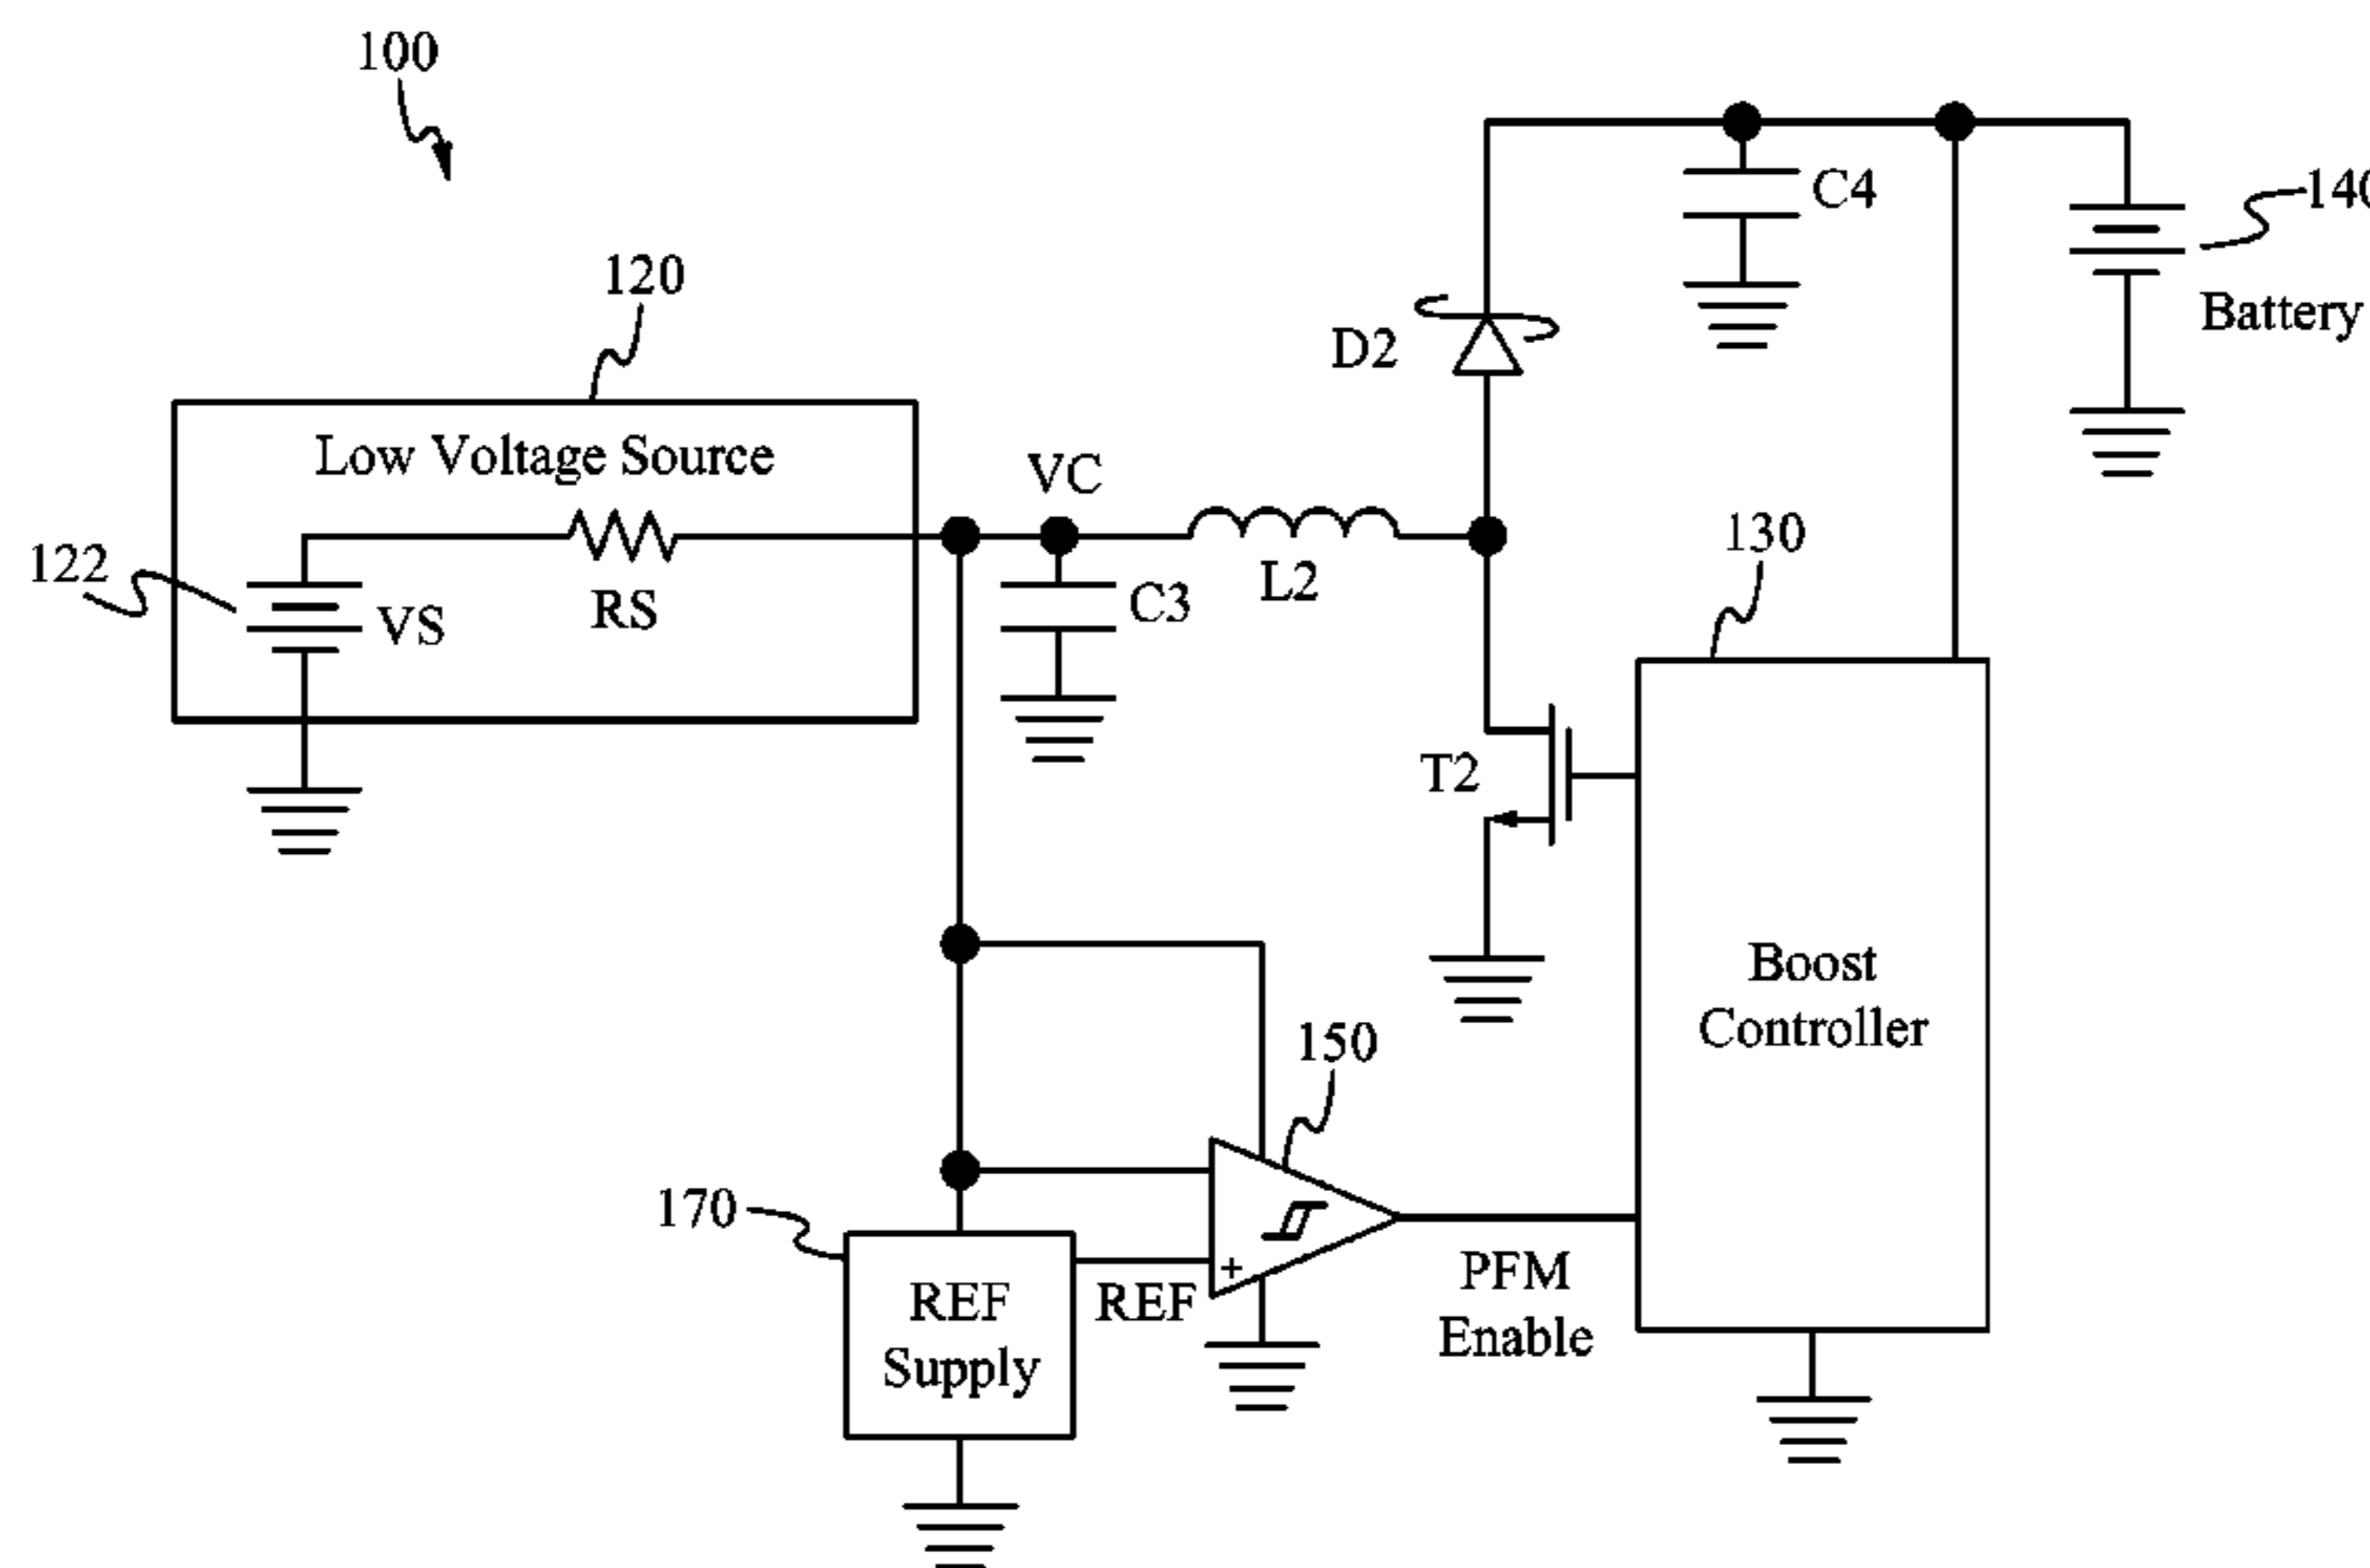 100
140
C4
120
Battery
D2
Low Voltage Source
VC
130
122
VS
RS
C3
L2
T2
Boost
Controller
150
170
+
REF
Supply
REF
PFM
Enable